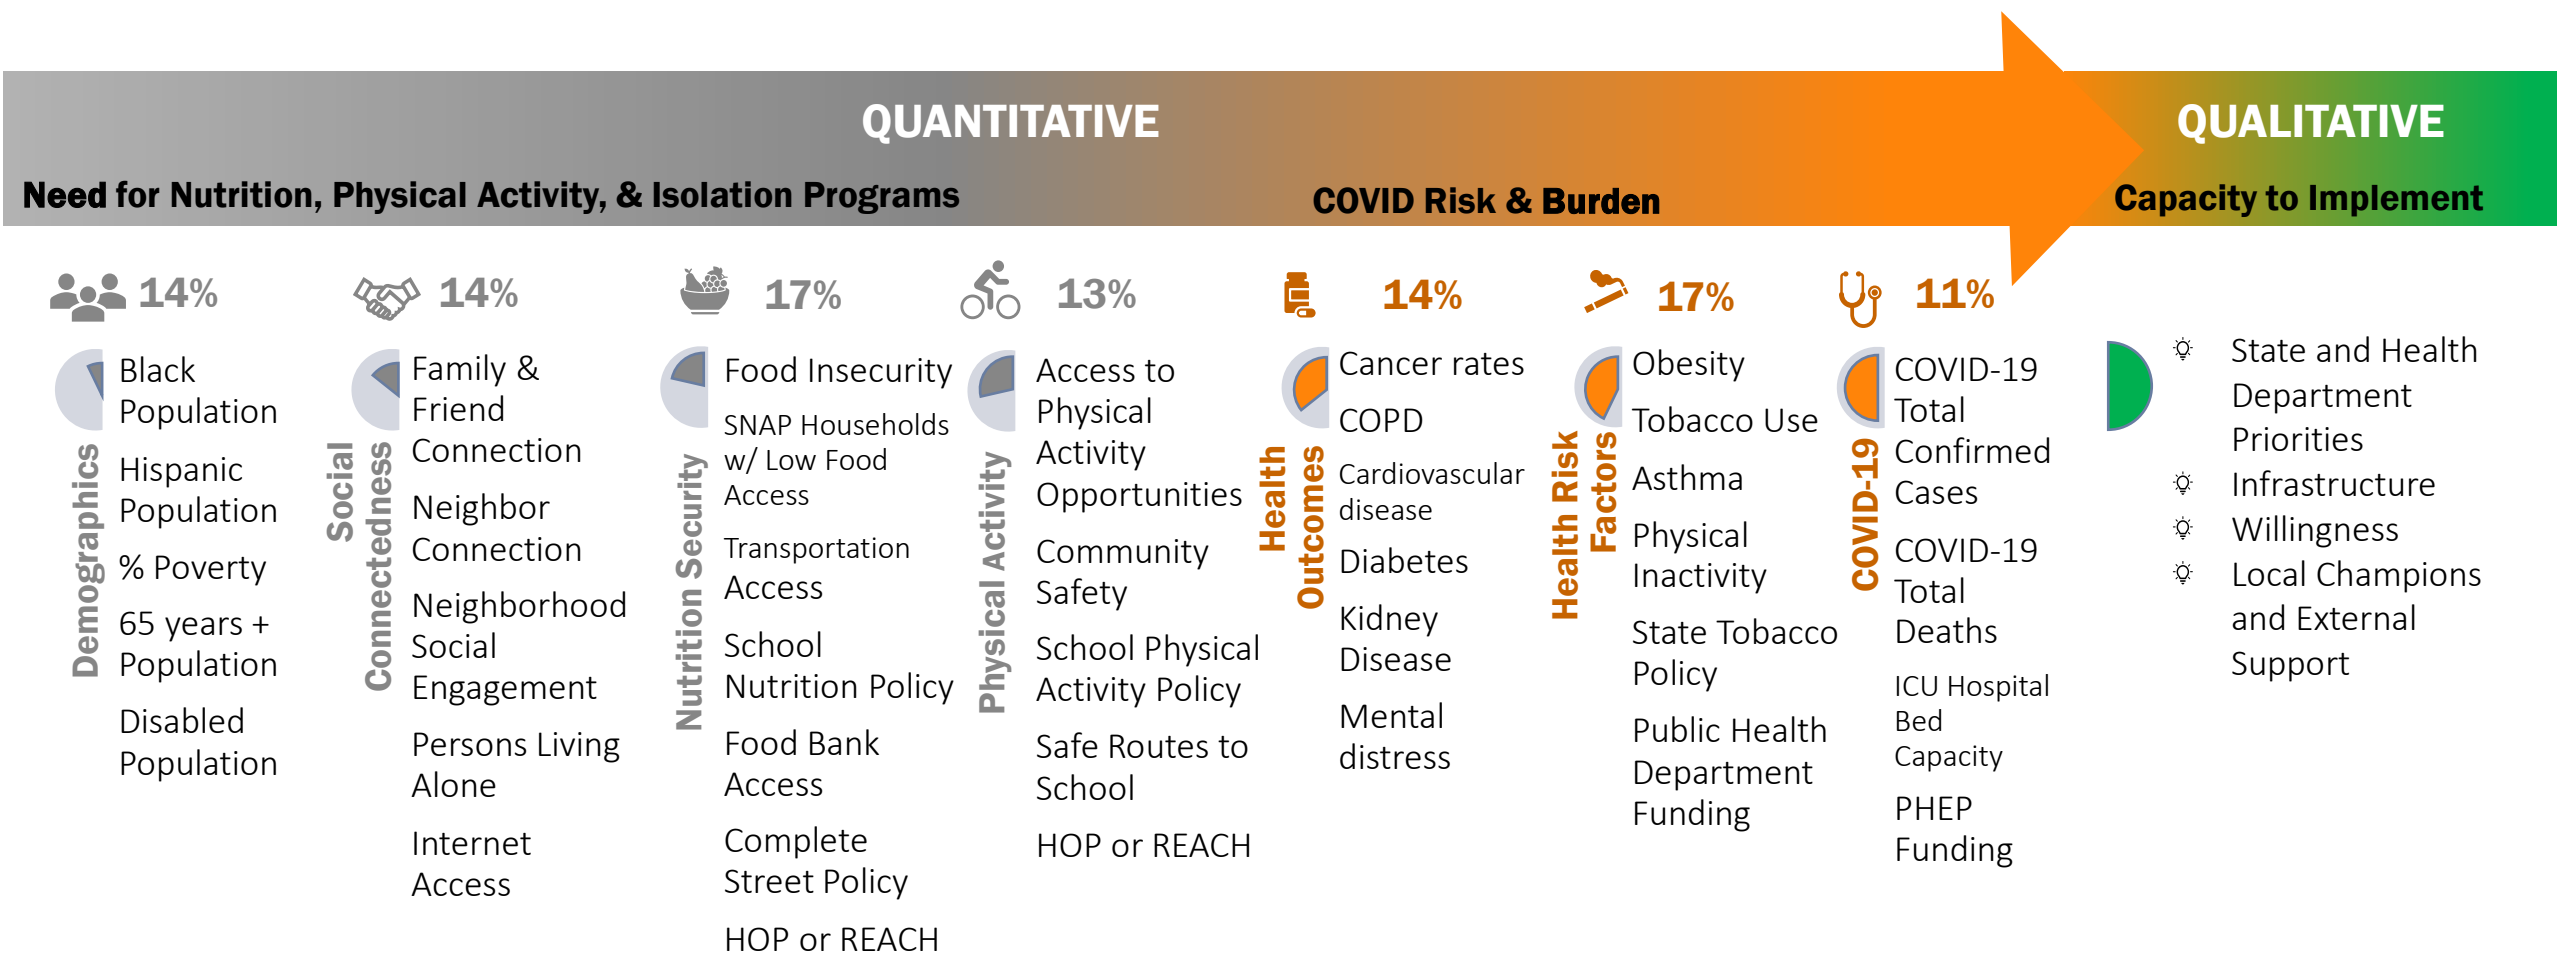 QUANTITATIVE
QUALITATIVE
Need for Nutrition, Physical Activity, & Isolation Programs
COVID Risk & Burden
Capacity to Implement
14%
Demographics
Black
Population
Hispanic
Population
% Poverty
65 years +
Population
Disabled
Population
14%
Social
Connectedness
Family &
Friend
Connection
Neighbor
Connection
Neighborhood
Social
Engagement
Persons Living
Alone
Internet
Access
17%
Nutrition Security
Food Insecurity
SNAP Households
w/ Low Food
Access
Transportation
Access
School
Nutrition Policy
Food Bank
Access
Complete
Street Policy
HOP or REACH
13%
Physical Activity
Access to
Physical
Activity
Opportunities
Community
Safety
School Physical
Activity Policy
Safe Routes to
School
HOP or REACH
14%
Health
Outcomes
Cancer rates
COPD
Cardiovascular
disease
Diabetes
Kidney
Disease
Mental
distress
17%
Health Risk
Factors
Obesity
Tobacco Use
Asthma
Physical
Inactivity
State Tobacco
Policy
Public Health
Department
Funding
11%
COVID-19
COVID-19
Total
Confirmed
Cases
COVID-19
Total
Deaths
ICU Hospital
Bed
Capacity
PHEP
Funding
State and Health
Department
Priorities
Infrastructure
Willingness
Local Champions
and External
Support